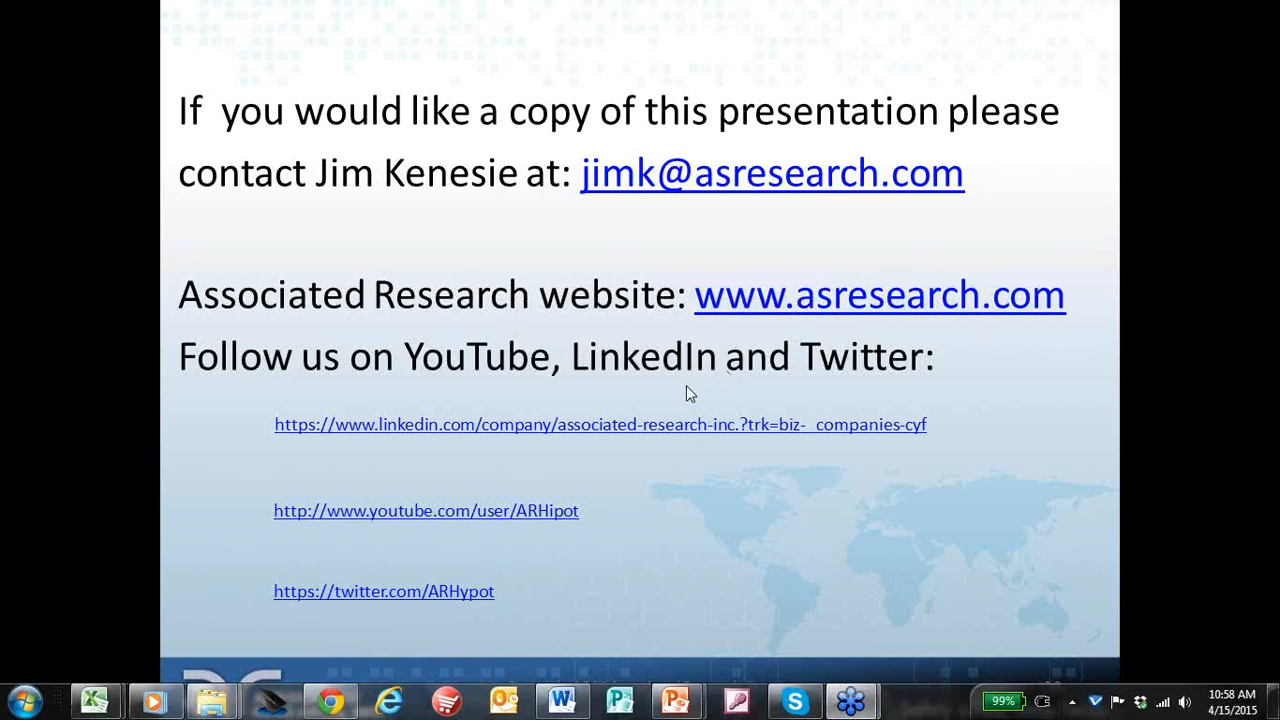 If you would like a copy of this presentation please
contact Jim Kenesie at: jimk@asresearch.com
Associated Research website: www.asresearch.com
Follow us on YouTube, LinkedIn and Twitter:
https://www.linkedin.com/company/associated-research-inc.?trk=biz-_companies-cyf
http://www.youtube.com/user/ARHipot
https://twitter.com/ARHypot
99%
10:58 AM
4/15/2015